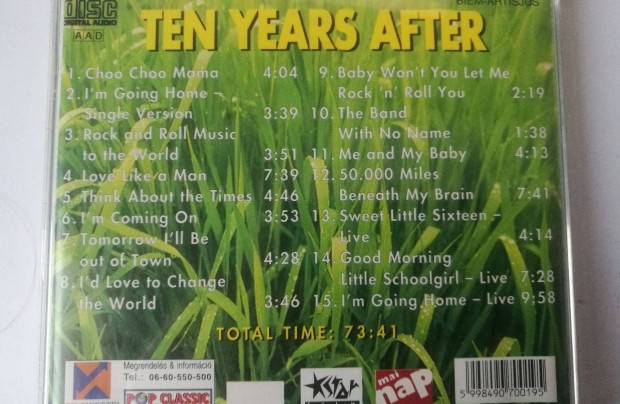 DISC
DIGITAL AUDIO
AAD
BIEM-ARTISJUS
TEN YEARS AFTER
1. Choo Choo Mama 4:04
2. I'm Going Home –
Single Version 3:39
3. Rock and Roll Music
to the World 3:51
4. Love Like a Man 7:39
5. Think About the Times 4:46
6. I'm Coming On 3:53
7. Tomorrow I'll Be
out of Town 4:28
8. I'd Love to Change
the World 3:46
9. Baby Won't You Let Me
Rock 'n' Roll You 2:19
10. The Band
With No Name 1:38
11. Me and My Baby 4:13
12. 50.000 Miles
Beneath My Brain 7:41
13. Sweet Little Sixteen –
Live 4:14
14. Good Morning
Little Schoolgirl – Live 7:28
15. I'm Going Home – Live 9:58
TOTAL TIME: 73:41
Megrendelés & információ
Tel.: 06-60-550-500
POP CLASSIC
mai
nap
5 998490 700195